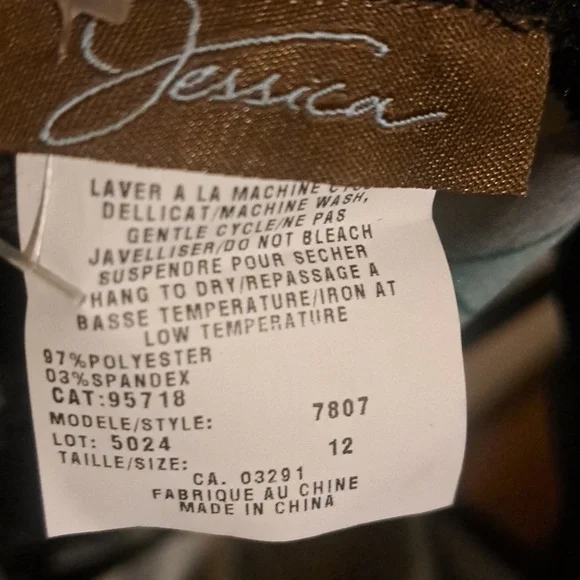 Jessica
LAVER A LA MACHINE
DELLICAT/MACHINE WASH,
GENTLE CYCLE/NE PAS
JAVELLISER/DO NOT BLEACH
SUSPENDRE POUR SECHER
/HANG TO DRY/REPASSAGE A
BASSE TEMPERATURE/IRON AT
LOW TEMPERATURE
97%POLYESTER
03%SPANDEX
CAT:95718
MODELE/STYLE: 7807
LOT: 5024
TAILLE/SIZE: 12
CA. 03291
FABRIQUE AU CHINE
MADE IN CHINA